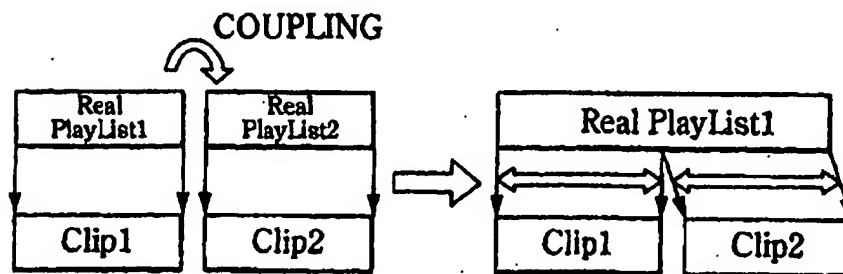 COUPLING
Real
PlayList1
Real
PlayList2
Real PlayList1
Clip1
Clip2
Clip1
Clip2